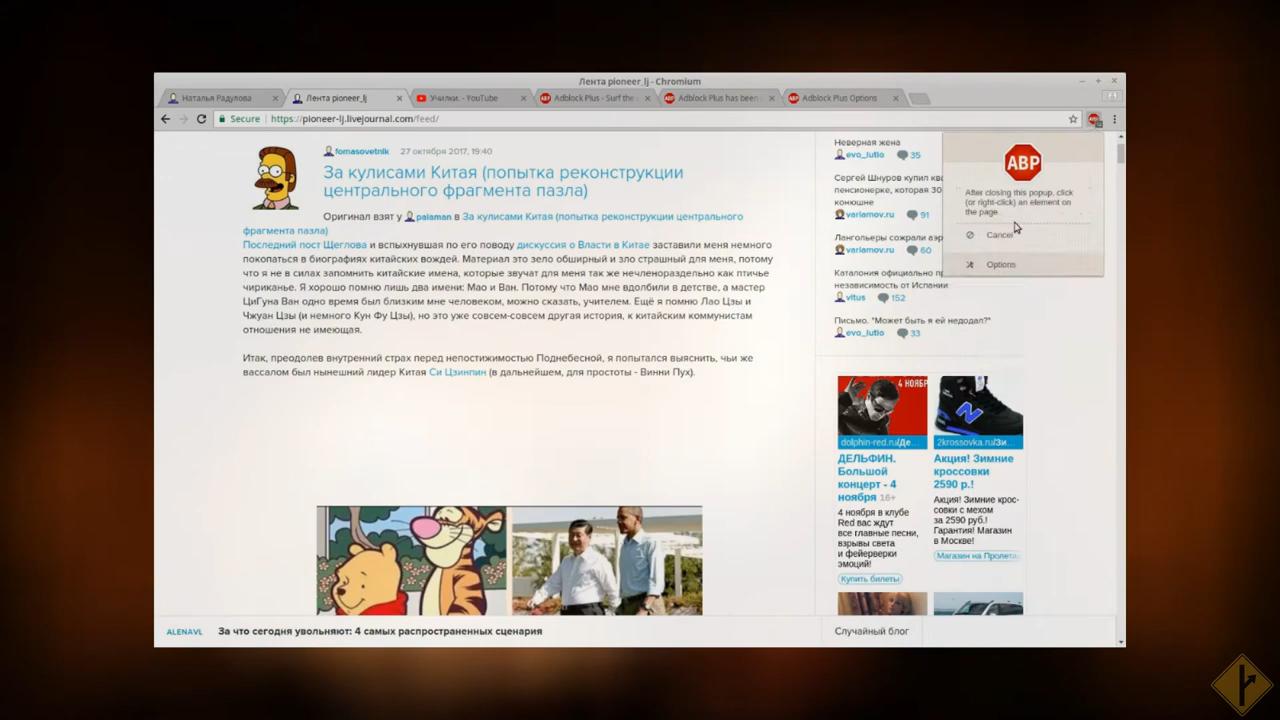 Лента pioneer_lj - Chromium
Наталья Радулова
Лента pioneer_lj
Училки. - YouTube
Adblock Plus - Surf the
Adblock Plus has been
Adblock Plus Options
Secure
https://pioneer-lj.livejournal.com/feed/
fomasovetnik 27 октября 2017, 19:40
За кулисами Китая (попытка реконструкции
центрального фрагмента пазла)
Оригинал взят у palaman в За кулисами Китая (попытка реконструкции центрального
фрагмента пазла)
Последний пост Щеглова и вспыхнувшая по его поводу дискуссия о Власти в Китае заставили меня немного
покопаться в биографиях китайских вождей. Материал это зело обширный и зло страшный для меня, потому
что я не в силах запомнить китайские имена, которые звучат для меня так же нечленораздельно как птичье
чириканье. Я хорошо помню лишь два имени: Мао и Ван. Потому что Мао мне вдолбили в детстве, а мастер
ЦиГуна Ван одно время был близким мне человеком, можно сказать, учителем. Ещё я помню Лао Цзы и
Чжуан Цзы (и немного Кун Фу Цзы), но это уже совсем-совсем другая история, к китайским коммунистам
отношения не имеющая.
Итак, преодолев внутренний страх перед непостижимостью Поднебесной, я попытался выяснить, чьи же
вассалом был нынешний лидер Китая Си Цзинпин (в дальнейшем, для простоты - Винни Пух).
Неверная жена
evo_lutio 35
Сергей Шнуров купил ква
пенсионерке, которая 30
конюшне
varlamov.ru 91
Лангольеры сожрали аэр
varlamov.ru 60
Каталония официально п
независимость от Испании
vitus 152
Письмо. "Может быть я ей недодал?"
evo_lutio 33
ABP
After closing this popup, click
(or right-click) an element on
the page
Cancel
Options
4 НОЯБР
dolphin-red.ru/Де...
ДЕЛЬФИН.
Большой
концерт - 4
ноября 16+
4 ноября в клубе
Red вас ждут
все главные песни,
взрывы света
и фейерверки
эмоций!
Купить билеты
N
2krossovka.ru/Зи...
Акция! Зимние
кроссовки
2590 р.!
Акция! Зимние крос-
совки с мехом
за 2590 руб.!
Гарантия! Магазин
в Москве!
Магазин на Пролета
ALENAVL За что сегодня увольняют: 4 самых распространенных сценария
Случайный блог